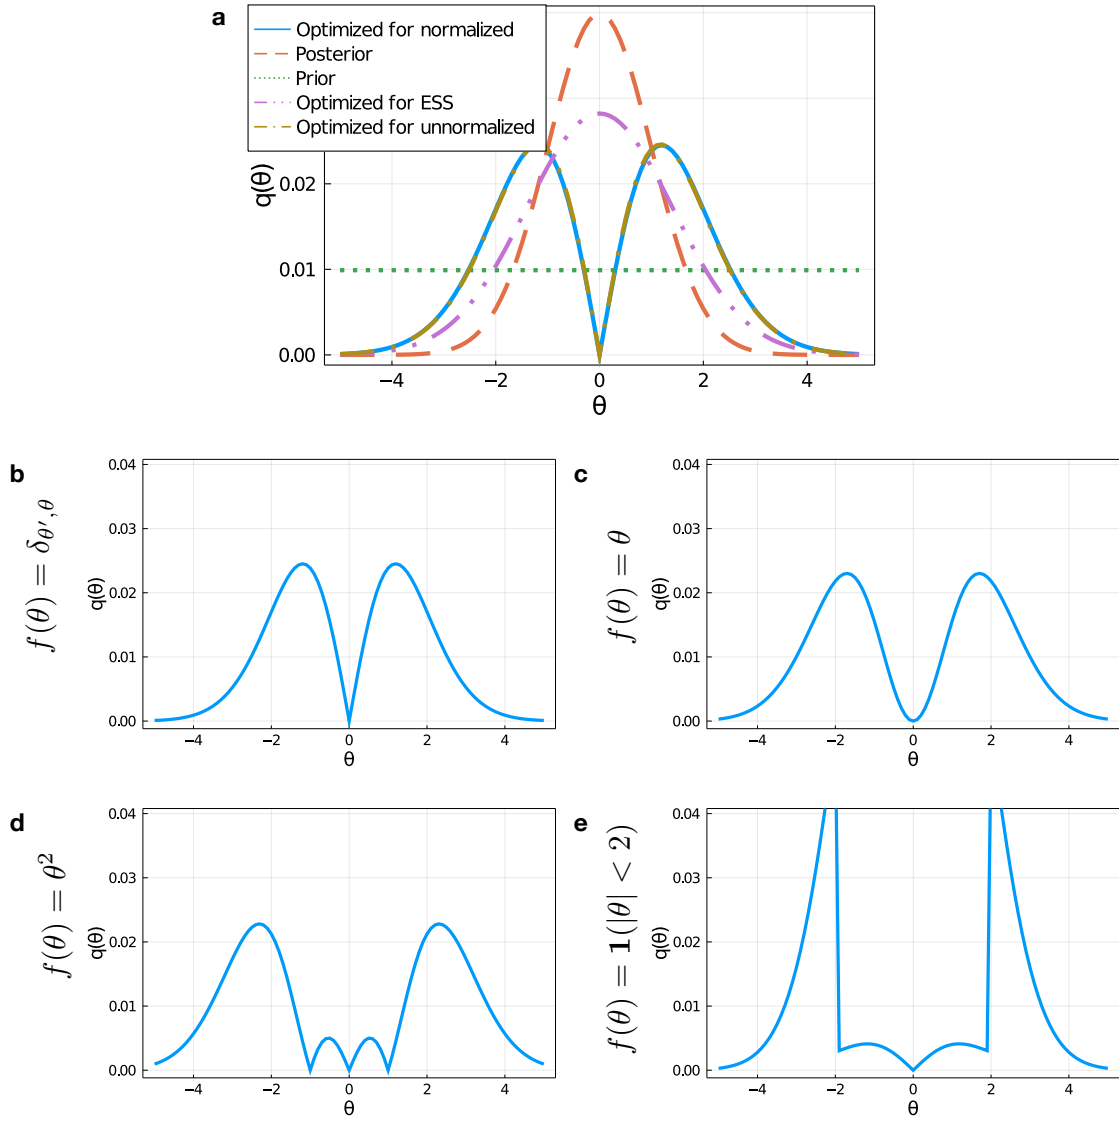 a
Optimized for normalized
Posterior
Prior
Optimized for ESS
Optimized for unnormalized
q(θ)
0.02
0.01
0.00
−4 −2 0 2 4
θ
b
f(θ) = δ_{θ′,θ}
q(θ)
0.04
0.03
0.02
0.01
0.00
−4 −2 0 2 4
θ
c
f(θ) = θ
q(θ)
0.04
0.03
0.02
0.01
0.00
−4 −2 0 2 4
θ
d
f(θ) = θ²
q(θ)
0.04
0.03
0.02
0.01
0.00
−4 −2 0 2 4
θ
e
f(θ) = 𝟏(|θ| < 2)
q(θ)
0.04
0.03
0.02
0.01
0.00
−4 −2 0 2 4
θ